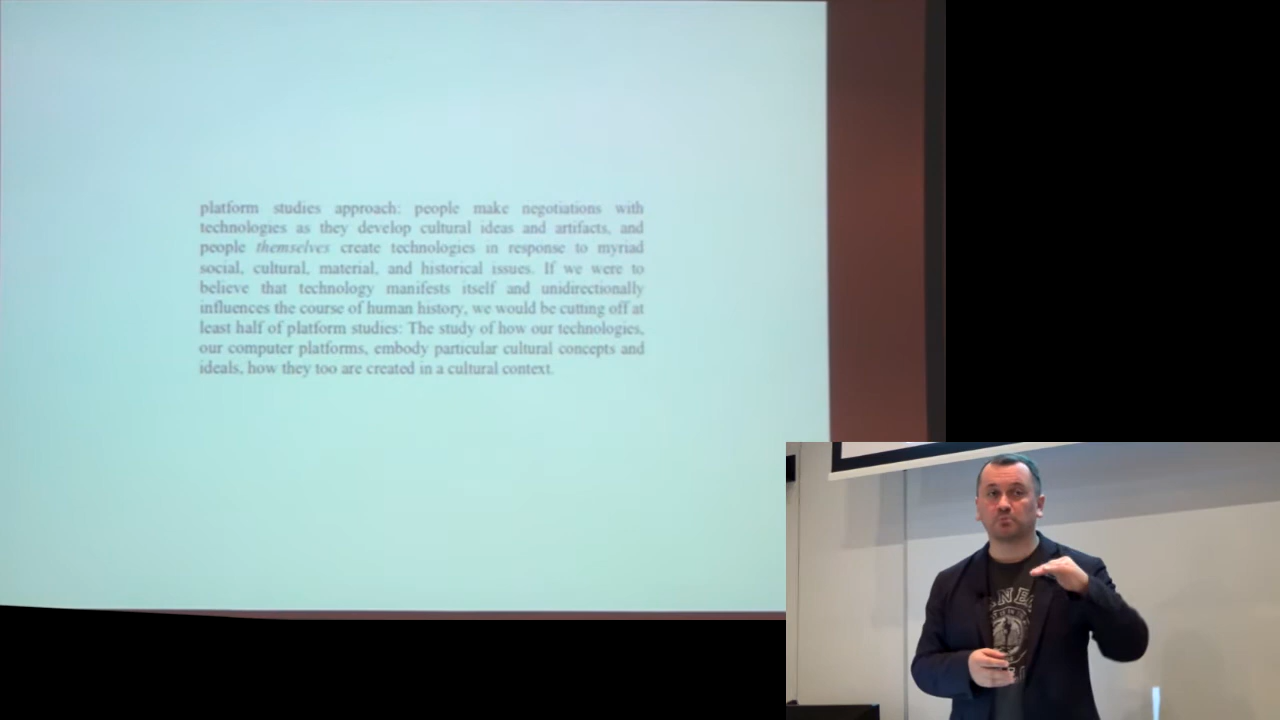 platform studies approach: people make negotiations with
technologies as they develop cultural ideas and artifacts, and
people themselves create technologies in response to myriad
social, cultural, material, and historical issues. If we were to
believe that technology manifests itself and unidirectionally
influences the course of human history, we would be cutting off at
least half of platform studies: The study of how our technologies,
our computer platforms, embody particular cultural concepts and
ideals, how they too are created in a cultural context.